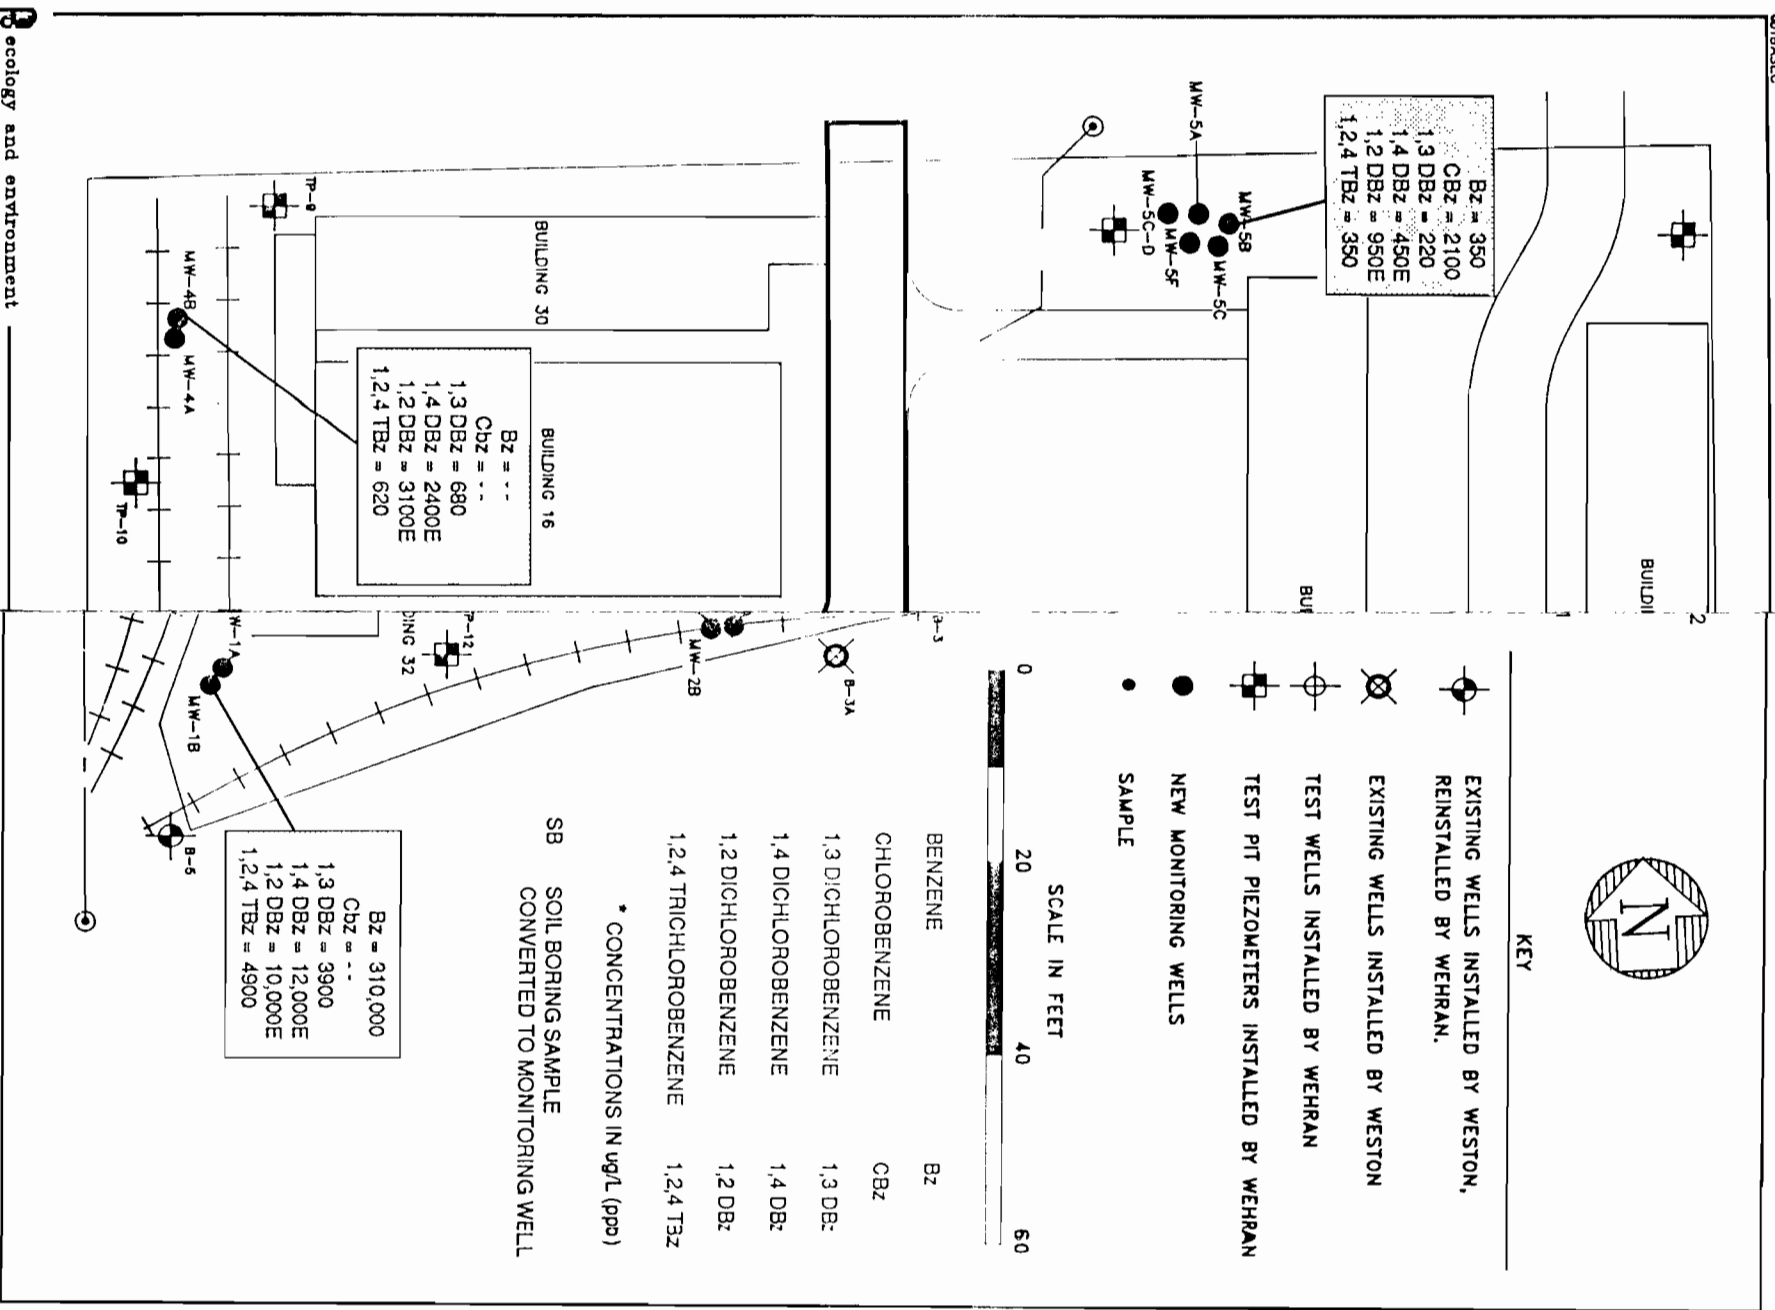 ecology and environment
MW-5A
MW-5B
MW-5C
MW-5F
MW-5C-D
Bz = 350
CBz = 2100
1,3 DBz = 220
1,4 DBz = 450E
1,2 DBz = 950E
1,2,4 TBz = 350
TP-9
BUILDING 30
BUILDING 16
BUILDI
BUI
MW-4B
MW-4A
TP-10
Bz = --
Cbz = --
1,3 DBz = 680
1,4 DBz = 2400E
1,2 DBz = 3100E
1,2,4 TBz = 620
W-1A
MW-1B
DING 32
P-12
MW-2B
B-3
B-3A
B-5
1
2
Bz = 310,000
Cbz = --
1,3 DBz = 3900
1,4 DBz = 12,000E
1,2 DBz = 10,000E
1,2,4 TBz = 4900
N
KEY
EXISTING WELLS INSTALLED BY WESTON,
REINSTALLED BY WEHRAN.
EXISTING WELLS INSTALLED BY WESTON
TEST WELLS INSTALLED BY WEHRAN
TEST PIT PIEZOMETERS INSTALLED BY WEHRAN
NEW MONITORING WELLS
SAMPLE
SCALE IN FEET
0 20 40 60
BENZENE Bz
CHLOROBENZENE CBz
1,3 DICHLOROBENZENE 1,3 DBz
1,4 DICHLOROBENZENE 1,4 DBz
1,2 DICHLOROBENZENE 1,2 DBz
1,2,4 TRICHLOROBENZENE 1,2,4 TBz
* CONCENTRATIONS IN ug/L (ppb)
SB SOIL BORING SAMPLE
CONVERTED TO MONITORING WELL